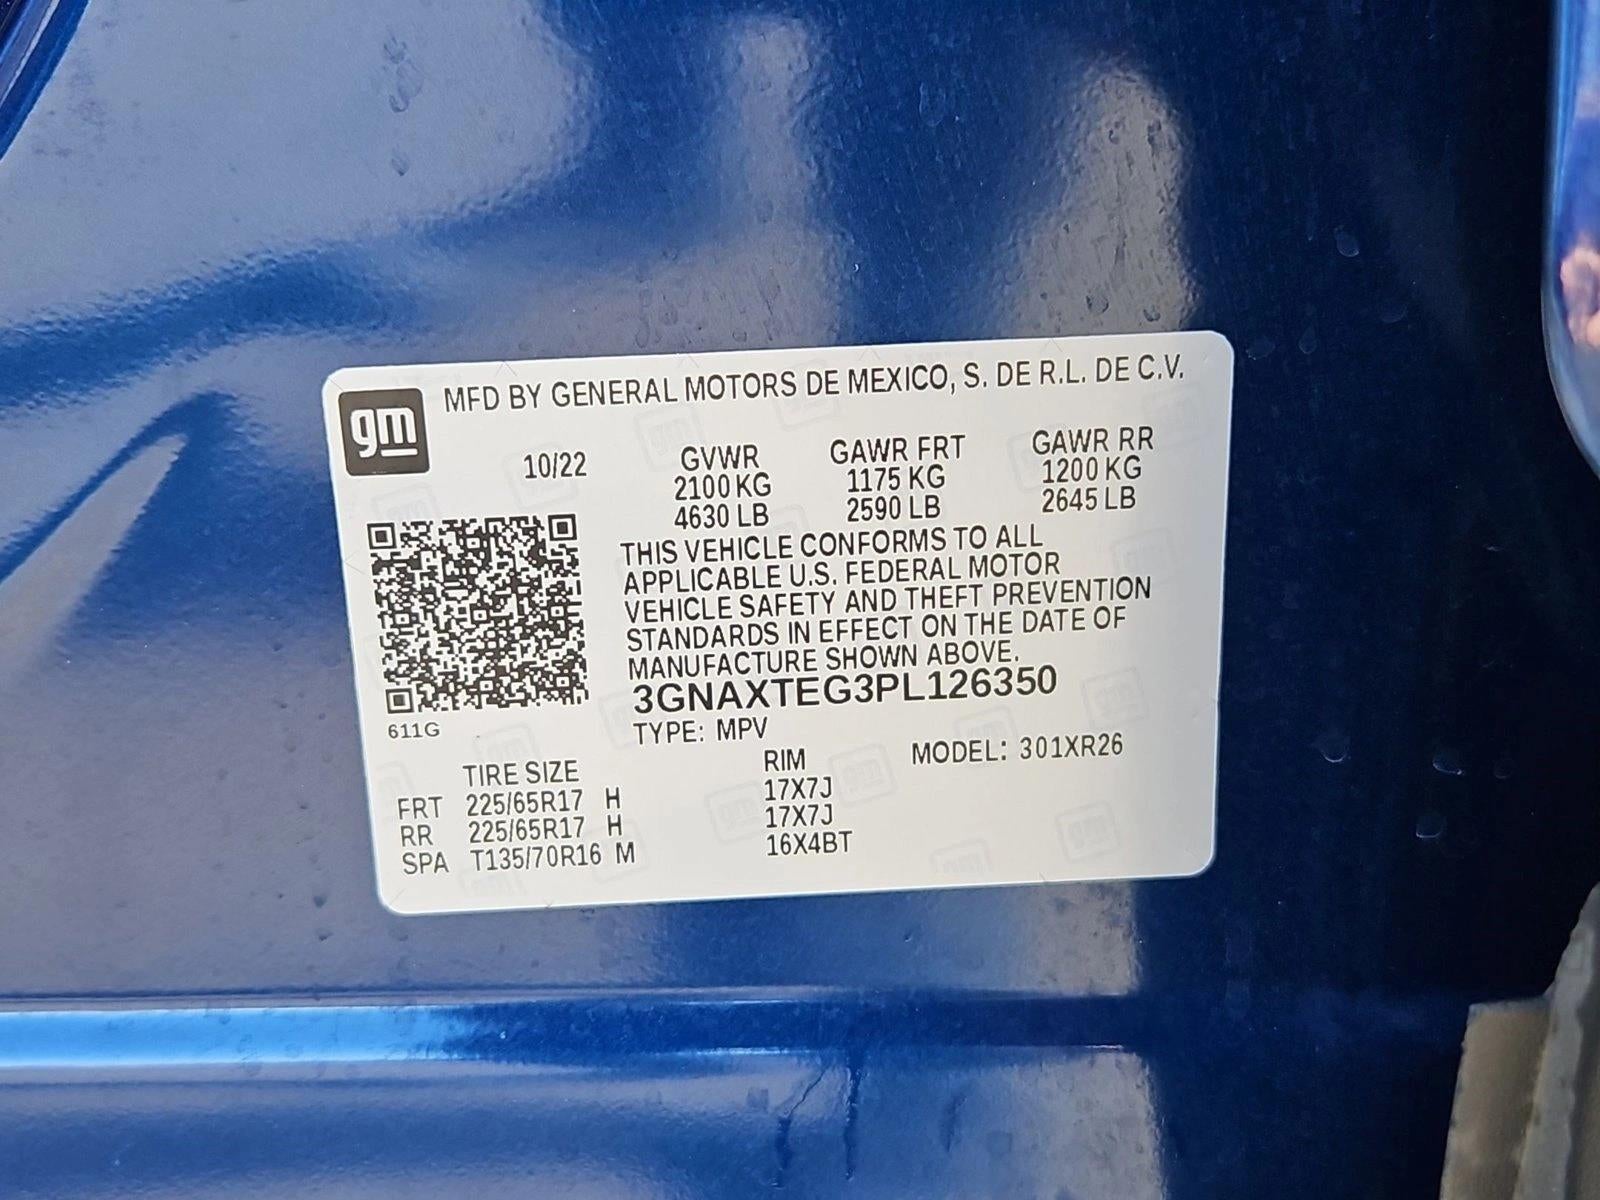 gm
MFD BY GENERAL MOTORS DE MEXICO, S. DE R.L. DE C.V.
10/22
GVWR GAWR FRT GAWR RR
2100 KG 1175 KG 1200 KG
4630 LB 2590 LB 2645 LB
THIS VEHICLE CONFORMS TO ALL
APPLICABLE U.S. FEDERAL MOTOR
VEHICLE SAFETY AND THEFT PREVENTION
STANDARDS IN EFFECT ON THE DATE OF
MANUFACTURE SHOWN ABOVE.
3GNAXTEG3PL126350
611G
TYPE: MPV
MODEL: 301XR26
TIRE SIZE RIM
FRT 225/65R17 H 17X7J
RR 225/65R17 H 17X7J
SPA T135/70R16 M 16X4BT